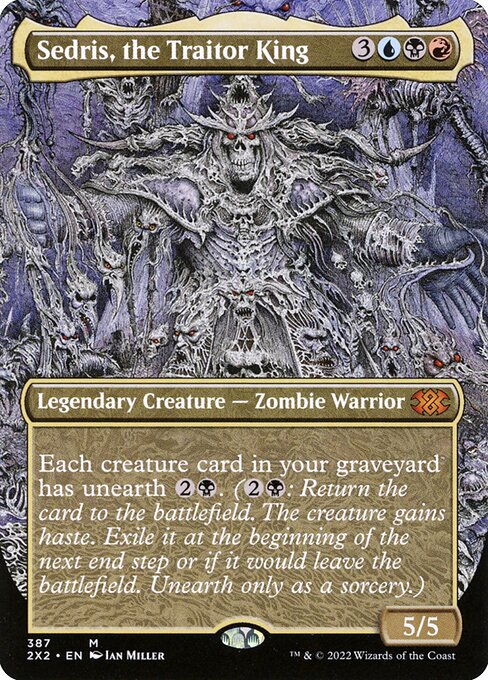 Sedris, the Traitor King 3
Legendary Creature — Zombie Warrior
Each creature card in your graveyard
has unearth 2. (2: Return the
card to the battlefield. The creature gains
haste. Exile it at the beginning of the
next end step or if it would leave the
battlefield. Unearth only as a sorcery.)
5/5
387 M
2X2 • EN Ian Miller
™ & © 2022 Wizards of the Coast